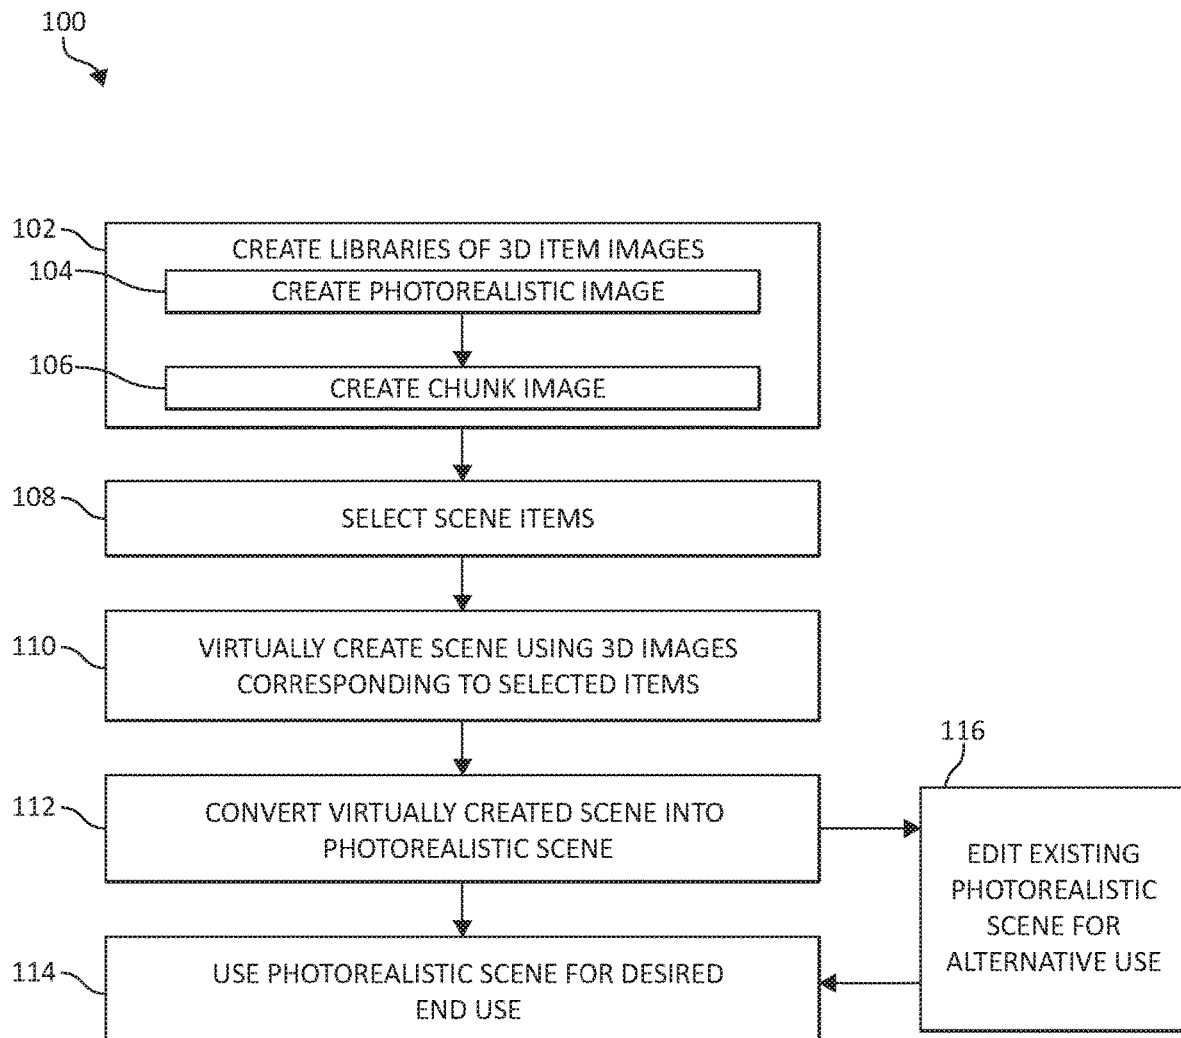 100
102
CREATE LIBRARIES OF 3D ITEM IMAGES
104
CREATE PHOTOREALISTIC IMAGE
106
CREATE CHUNK IMAGE
108
SELECT SCENE ITEMS
110
VIRTUALLY CREATE SCENE USING 3D IMAGES
CORRESPONDING TO SELECTED ITEMS
112
CONVERT VIRTUALLY CREATED SCENE INTO
PHOTOREALISTIC SCENE
116
EDIT EXISTING
PHOTOREALISTIC
SCENE FOR
ALTERNATIVE USE
114
USE PHOTOREALISTIC SCENE FOR DESIRED
END USE